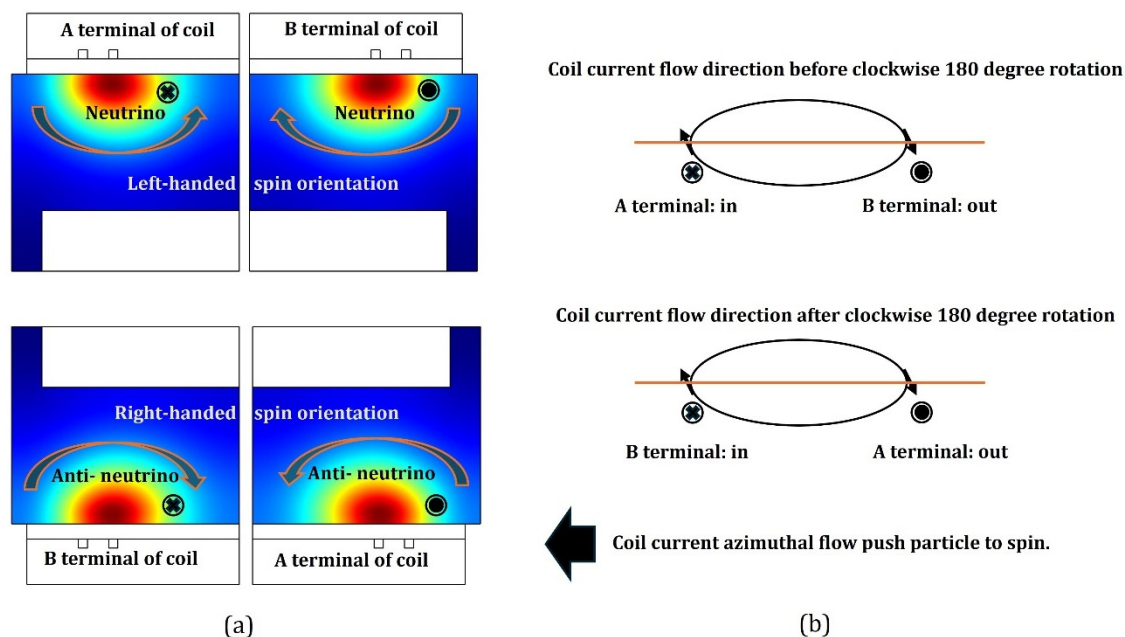 A terminal of coil
B terminal of coil
Neutrino
Neutrino
Left-handed spin orientation
Right-handed spin orientation
Anti- neutrino
Anti- neutrino
B terminal of coil
A terminal of coil
(a)
Coil current flow direction before clockwise 180 degree rotation
A terminal: in
B terminal: out
Coil current flow direction after clockwise 180 degree rotation
B terminal: in
A terminal: out
Coil current azimuthal flow push particle to spin.
(b)